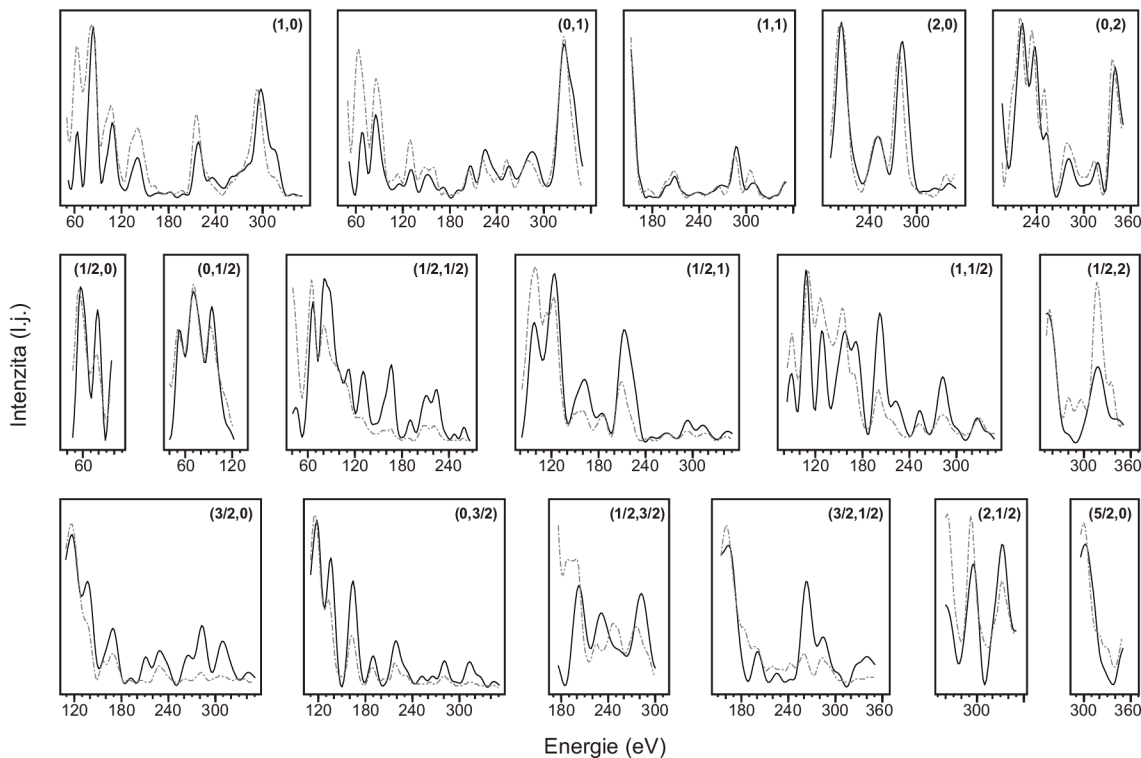 (1,0) (0,1) (1,1) (2,0) (0,2)
60 120 180 240 300 60 120 180 240 300 180 240 300 240 300 240 300 360
(1/2,0) (0,1/2) (1/2,1/2) (1/2,1) (1,1/2) (1/2,2)
60 60 120 60 120 180 240 120 180 240 300 120 180 240 300 300 360
(3/2,0) (0,3/2) (1/2,3/2) (3/2,1/2) (2,1/2) (5/2,0)
120 180 240 300 120 180 240 300 180 240 300 180 240 300 360 300 300 360
Intenzita (l.j.)
Energie (eV)